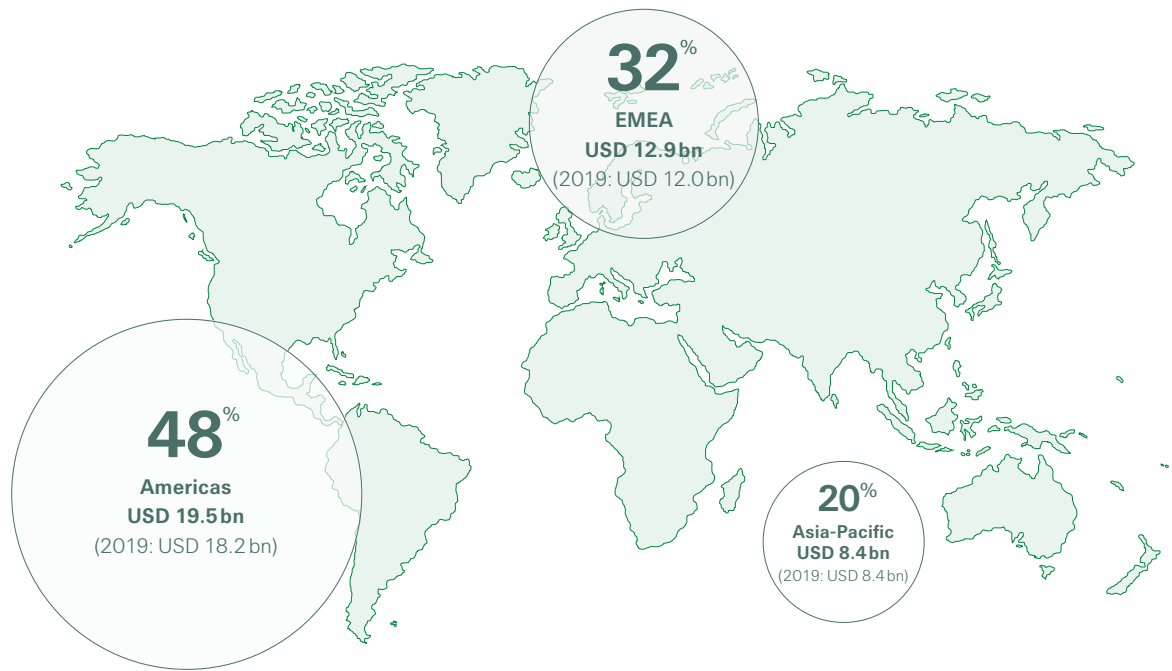 32%
EMEA
USD 12.9 bn
(2019: USD 12.0 bn)
48%
Americas
USD 19.5 bn
(2019: USD 18.2 bn)
20%
Asia-Pacific
USD 8.4 bn
(2019: USD 8.4 bn)